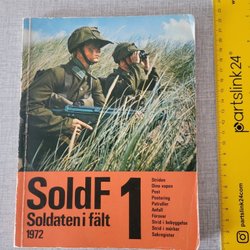 SoldF 1
Soldaten i fält
1972
Striden
Dina vapen
Post
Postering
Patruller
Anfall
Försvar
Strid i bebyggelse
Strid i mörker
Sakregister
partslink24
partslink24.com